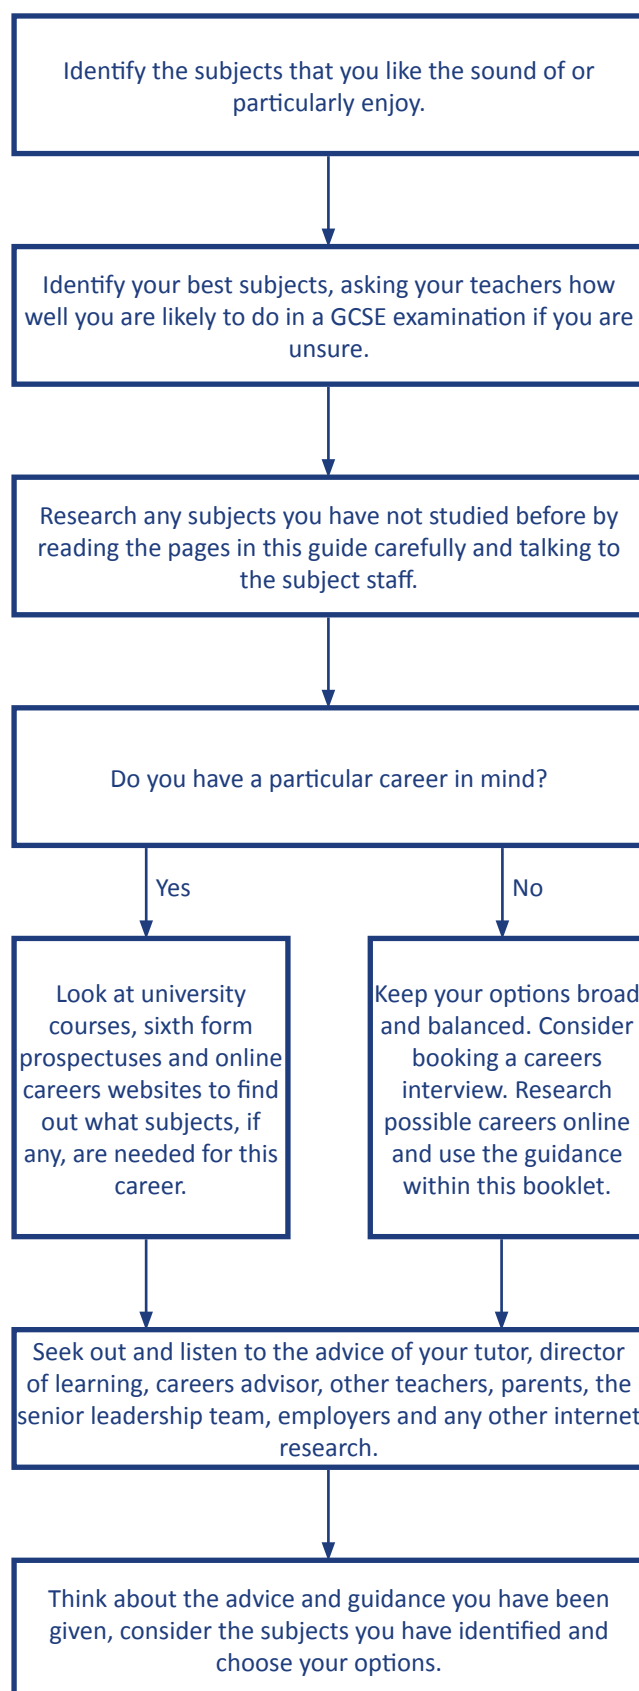 Identify the subjects that you like the sound of or
particularly enjoy.
Identify your best subjects, asking your teachers how
well you are likely to do in a GCSE examination if you are
unsure.
Research any subjects you have not studied before by
reading the pages in this guide carefully and talking to
the subject staff.
Do you have a particular career in mind?
Yes
No
Look at university
courses, sixth form
prospectuses and online
careers websites to find
out what subjects, if
any, are needed for this
career.
Keep your options broad
and balanced. Consider
booking a careers
interview. Research
possible careers online
and use the guidance
within this booklet.
Seek out and listen to the advice of your tutor, director
of learning, careers advisor, other teachers, parents, the
senior leadership team, employers and any other internet
research.
Think about the advice and guidance you have been
given, consider the subjects you have identified and
choose your options.